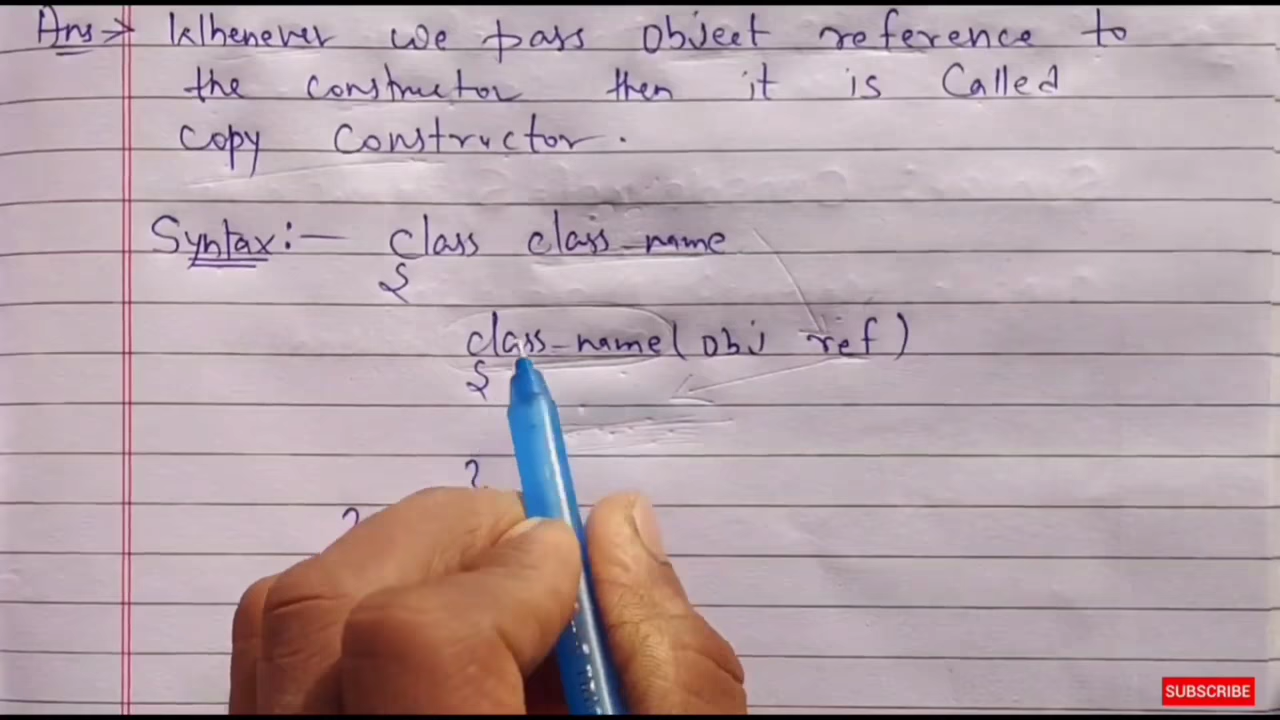 Ans → Whenever we pass object reference to
the constructor then it is called
copy constructor.
Syntax:- class class_name
{
class_name( obj ref )
{
}
}
SUBSCRIBE